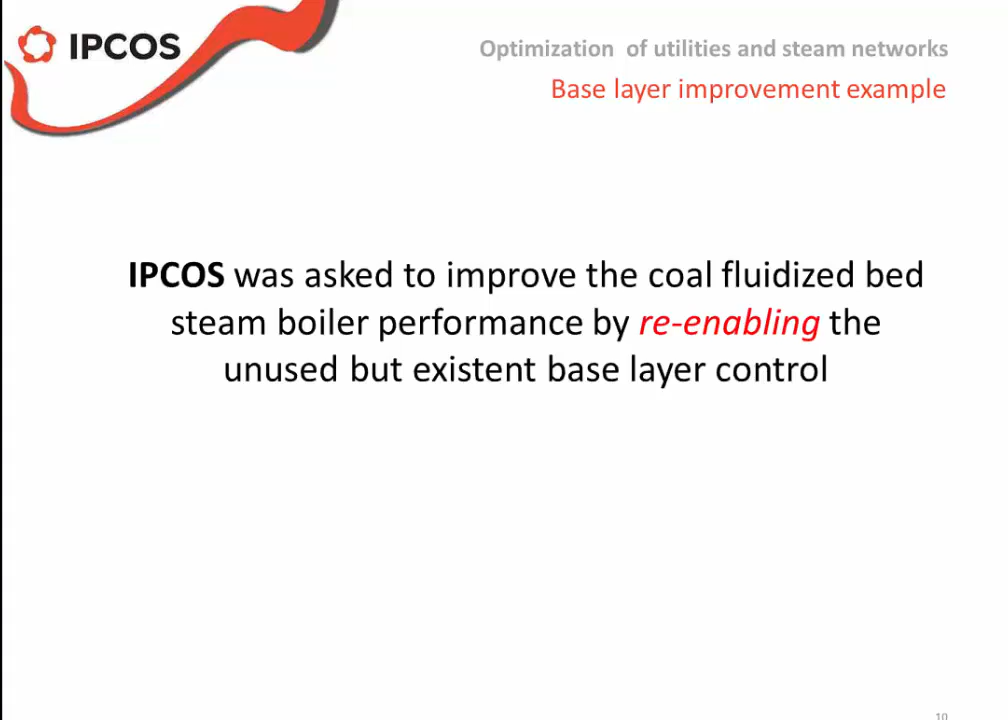 IPCOS
Optimization of utilities and steam networks
Base layer improvement example
IPCOS was asked to improve the coal fluidized bed
steam boiler performance by re-enabling the
unused but existent base layer control
10